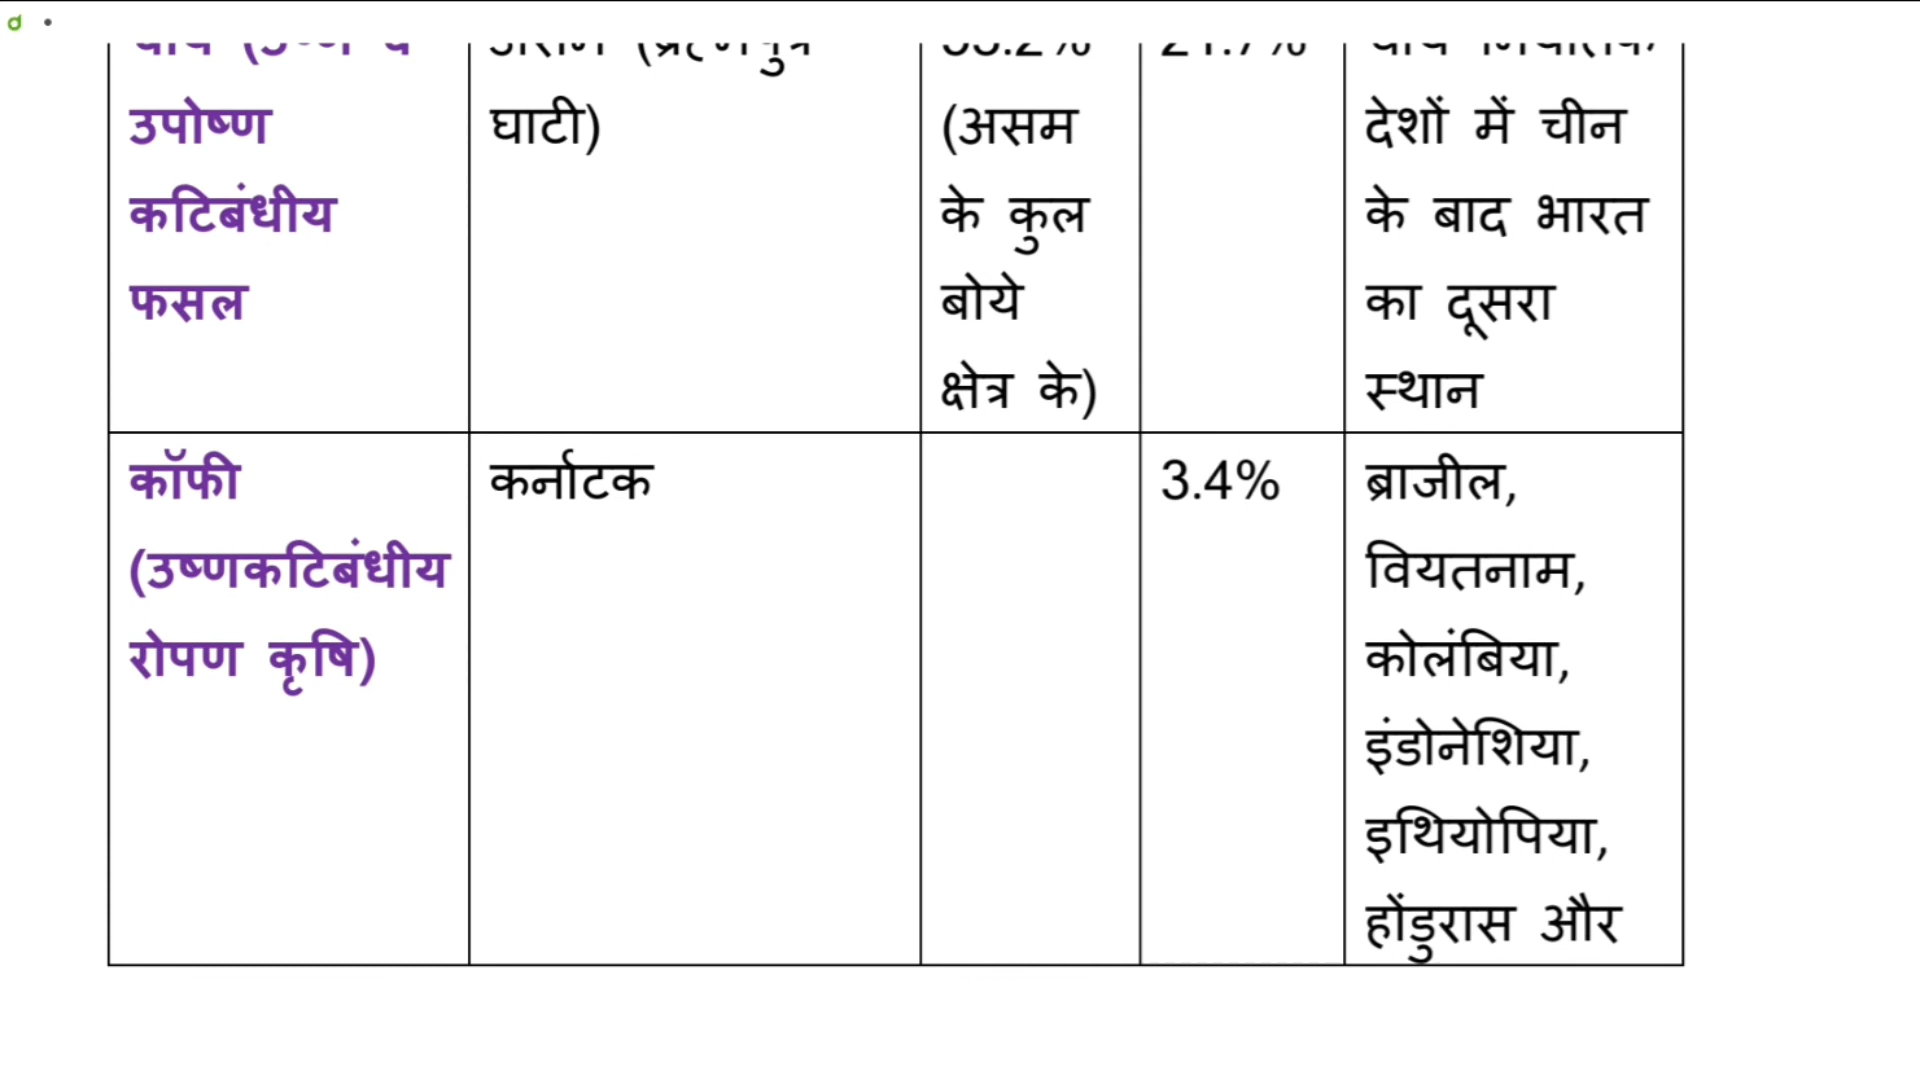 उपोष्ण
कटिबंधीय
फसल
घाटी)
(असम
के कुल
बोये
क्षेत्र के)
देशों में चीन
के बाद भारत
का दूसरा
स्थान
कॉफी
(उष्णकटिबंधीय
रोपण कृषि)
कर्नाटक
3.4%
ब्राजील,
वियतनाम,
कोलंबिया,
इंडोनेशिया,
इथियोपिया,
होंडुरास और